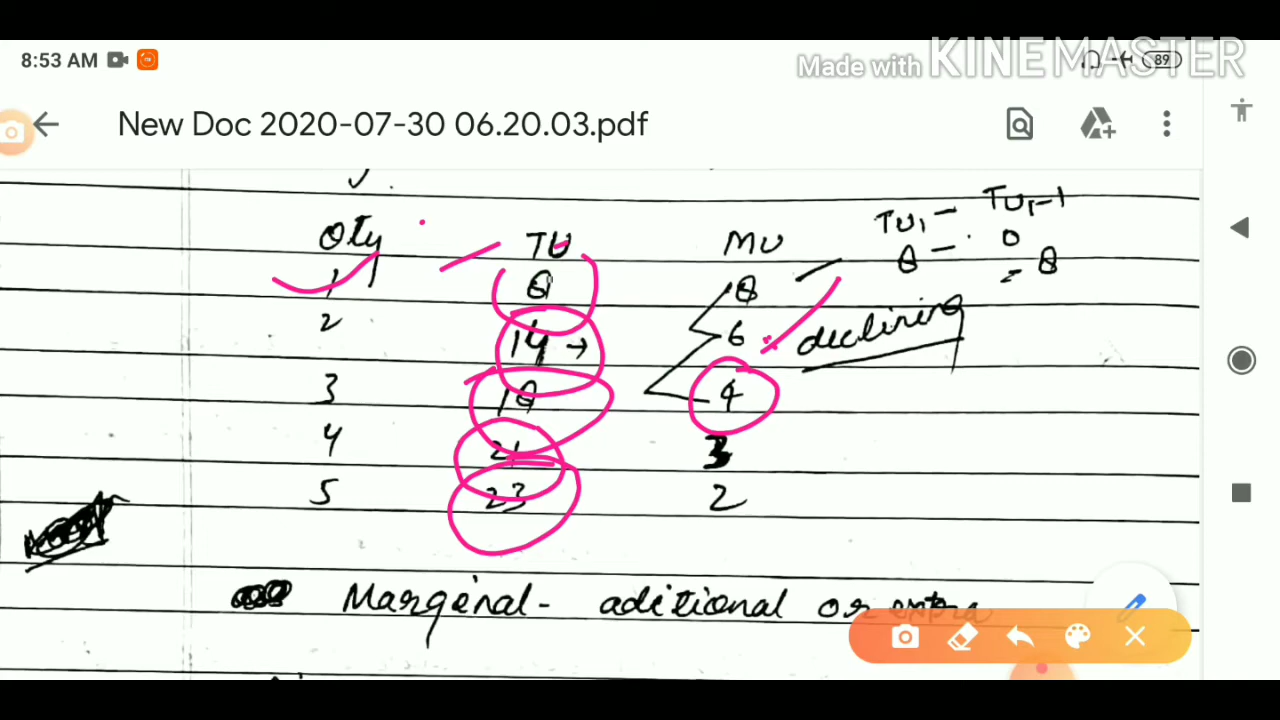 8:53 AM 89
Made with KINEMASTER
New Doc 2020-07-30 06.20.03.pdf
Qty TU MU TU1 - TU1-1
1 8 8 8 - 0
= 8
2 14 → 6 declining
3 18 4
4 21 3
5 23 2
Marginal - aditional or extra